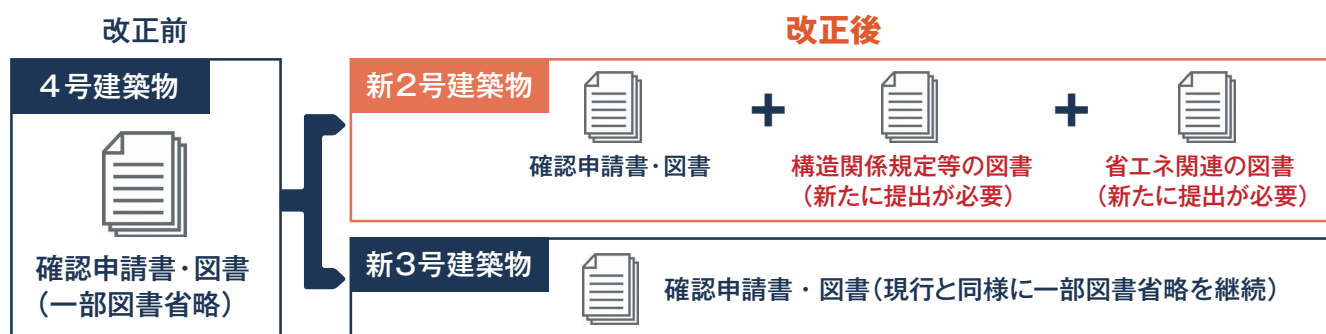 改正前
4号建築物
確認申請書・図書
(一部図書省略)
改正後
新2号建築物
確認申請書・図書
+
構造関係規定等の図書
(新たに提出が必要)
+
省エネ関連の図書
(新たに提出が必要)
新3号建築物
確認申請書・図書(現行と同様に一部図書省略を継続)